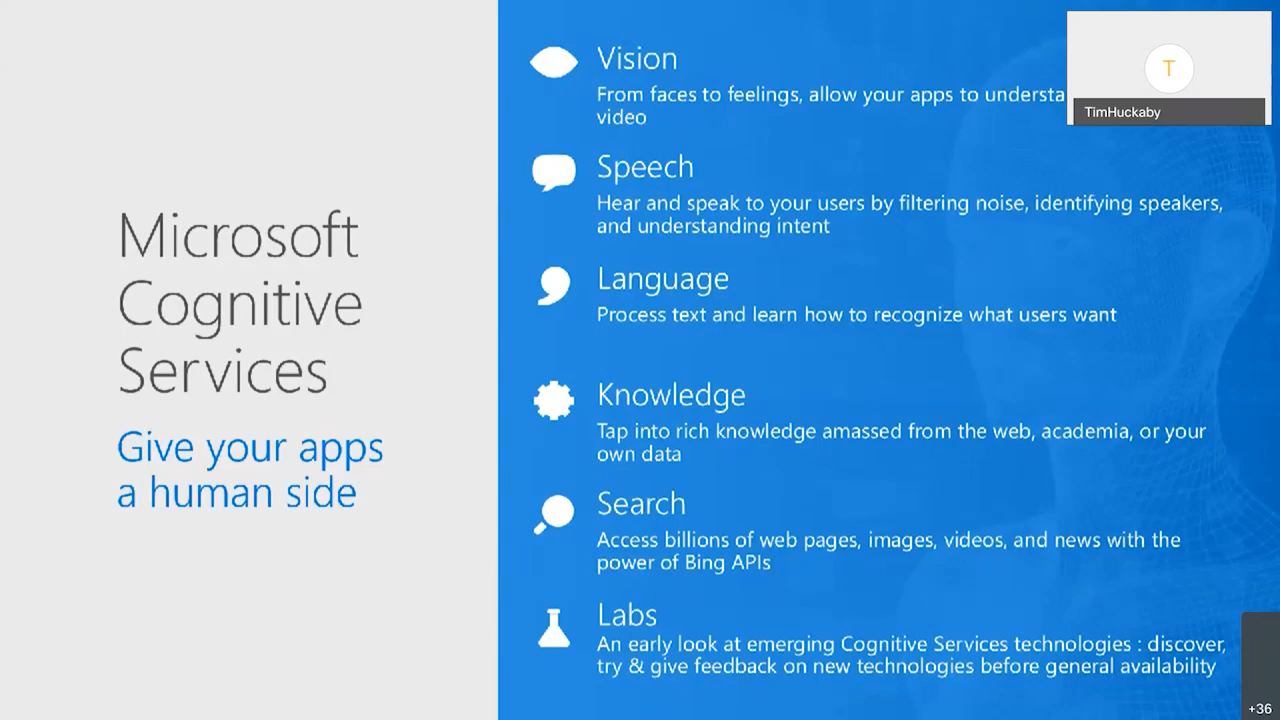 Microsoft
Cognitive
Services
Give your apps
a human side
Vision
From faces to feelings, allow your apps to
video
Speech
Hear and speak to your users by filtering noise, identifying speakers,
and understanding intent
Language
Process text and learn how to recognize what users want
Knowledge
Tap into rich knowledge amassed from the web, academia, or your
own data
Search
Access billions of web pages, images, videos, and news with the
power of Bing APIs
Labs
An early look at emerging Cognitive Services technologies : discover,
try & give feedback on new technologies before general availability
T
TimHuckaby
+36